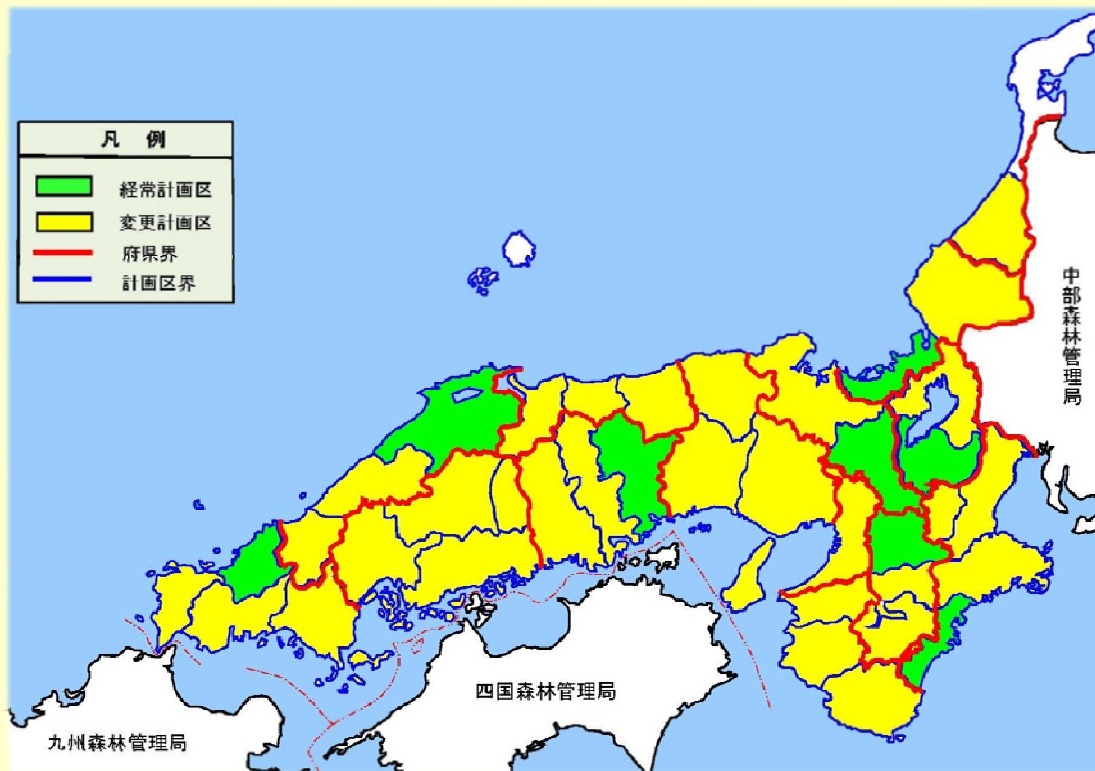 凡 例
経常計画区
変更計画区
府県界
計画区界
中部森林管理局
四国森林管理局
九州森林管理局